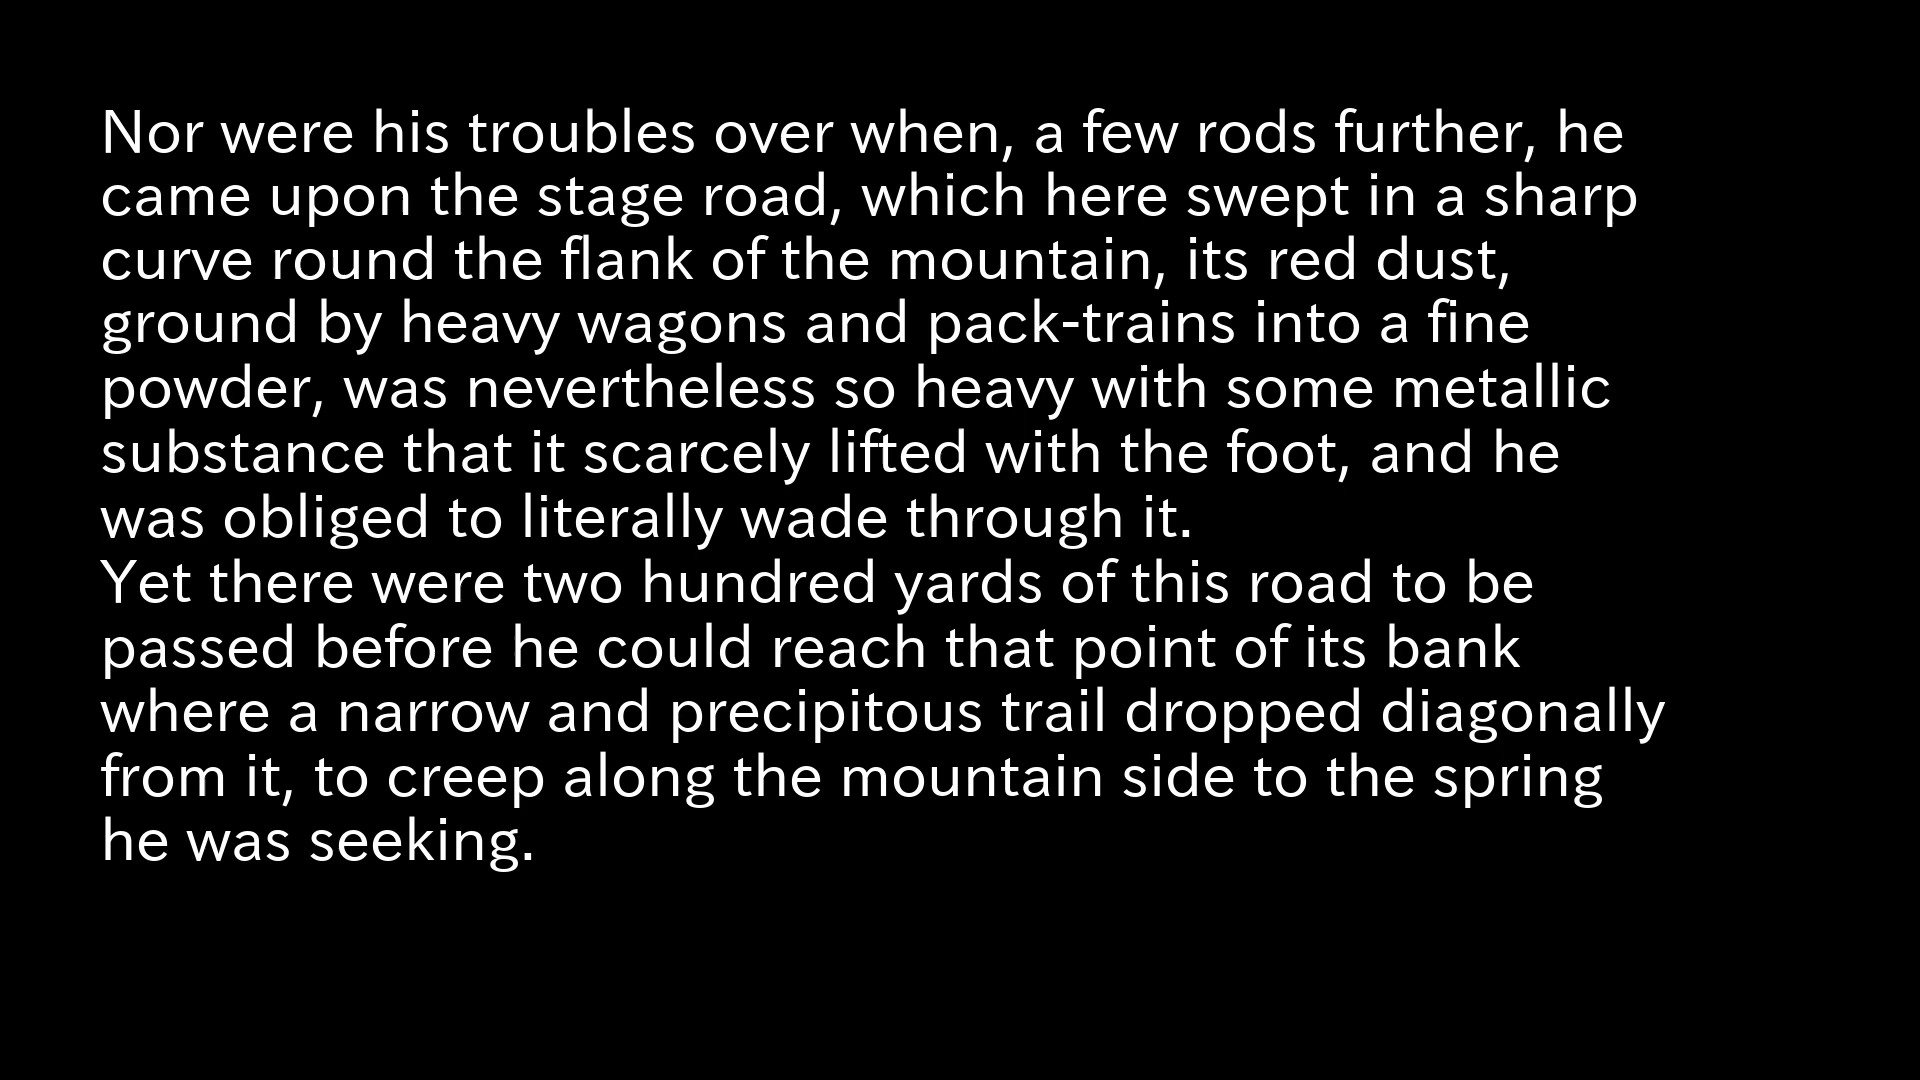 Nor were his troubles over when, a few rods further, he
came upon the stage road, which here swept in a sharp
curve round the flank of the mountain, its red dust,
ground by heavy wagons and pack-trains into a fine
powder, was nevertheless so heavy with some metallic
substance that it scarcely lifted with the foot, and he
was obliged to literally wade through it.
Yet there were two hundred yards of this road to be
passed before he could reach that point of its bank
where a narrow and precipitous trail dropped diagonally
from it, to creep along the mountain side to the spring
he was seeking.